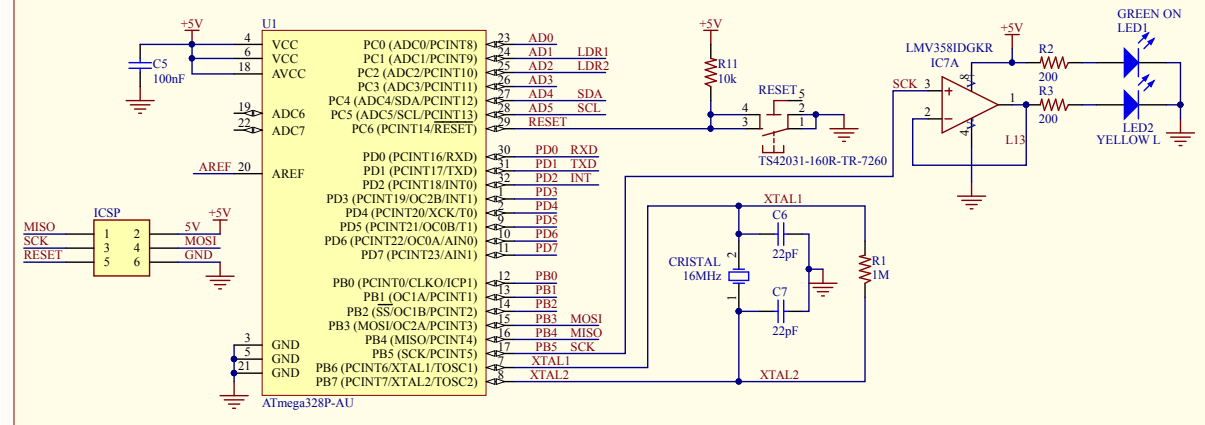 U1
+5V
4 VCC PC0 (ADC0/PCINT8) 23 AD0
6 VCC PC1 (ADC1/PCINT9) 24 AD1 LDR1
18 AVCC PC2 (ADC2/PCINT10) 25 AD2 LDR2
PC3 (ADC3/PCINT11) 26 AD3
PC4 (ADC4/SDA/PCINT12) 27 AD4 SDA
19 ADC6 PC5 (ADC5/SCL/PCINT13) 28 AD5 SCL
22 ADC7 PC6 (PCINT14/RESET) 29 RESET
C5
100nF
PD0 (PCINT16/RXD) 30 PD0 RXD
PD1 (PCINT17/TXD) 31 PD1 TXD
AREF 20 AREF PD2 (PCINT18/INT0) 32 PD2 INT
PD3 (PCINT19/OC2B/INT1) 1 PD3
PD4 (PCINT20/XCK/T0) 2 PD4
PD5 (PCINT21/OC0B/T1) 9 PD5
PD6 (PCINT22/OC0A/AIN0) 10 PD6
PD7 (PCINT23/AIN1) 11 PD7
PB0 (PCINT0/CLKO/ICP1) 12 PB0
PB1 (OC1A/PCINT1) 13 PB1
PB2 (SS/OC1B/PCINT2) 14 PB2
PB3 (MOSI/OC2A/PCINT3) 15 PB3 MOSI
PB4 (MISO/PCINT4) 16 PB4 MISO
3 GND PB5 (SCK/PCINT5) 17 PB5 SCK
5 GND PB6 (PCINT6/XTAL1/TOSC1) 7 XTAL1
21 GND PB7 (PCINT7/XTAL2/TOSC2) 8 XTAL2
ATmega328P-AU
ICSP
+5V
MISO 1 2 5V
SCK 3 4 MOSI
RESET 5 6 GND
+5V
R11
10k
RESET
5
4 2
3 1
TS42031-160R-TR-7260
XTAL1
C6
22pF
CRISTAL
16MHz
2
1
C7
22pF
R1
1M
XTAL2
GREEN ON
LED1
+5V
LMV358IDGKR
IC7A
R2
200
SCK 3 + 8 V 1
2 - 4 V
R3
200
L13
LED2
YELLOW L